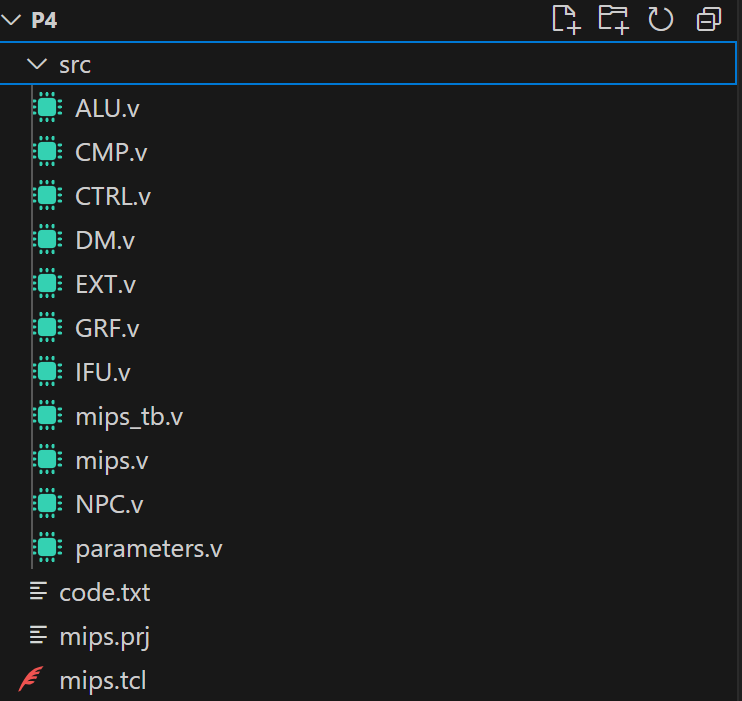 P4
src
ALU.v
CMP.v
CTRL.v
DM.v
EXT.v
GRF.v
IFU.v
mips_tb.v
mips.v
NPC.v
parameters.v
code.txt
mips.prj
mips.tcl